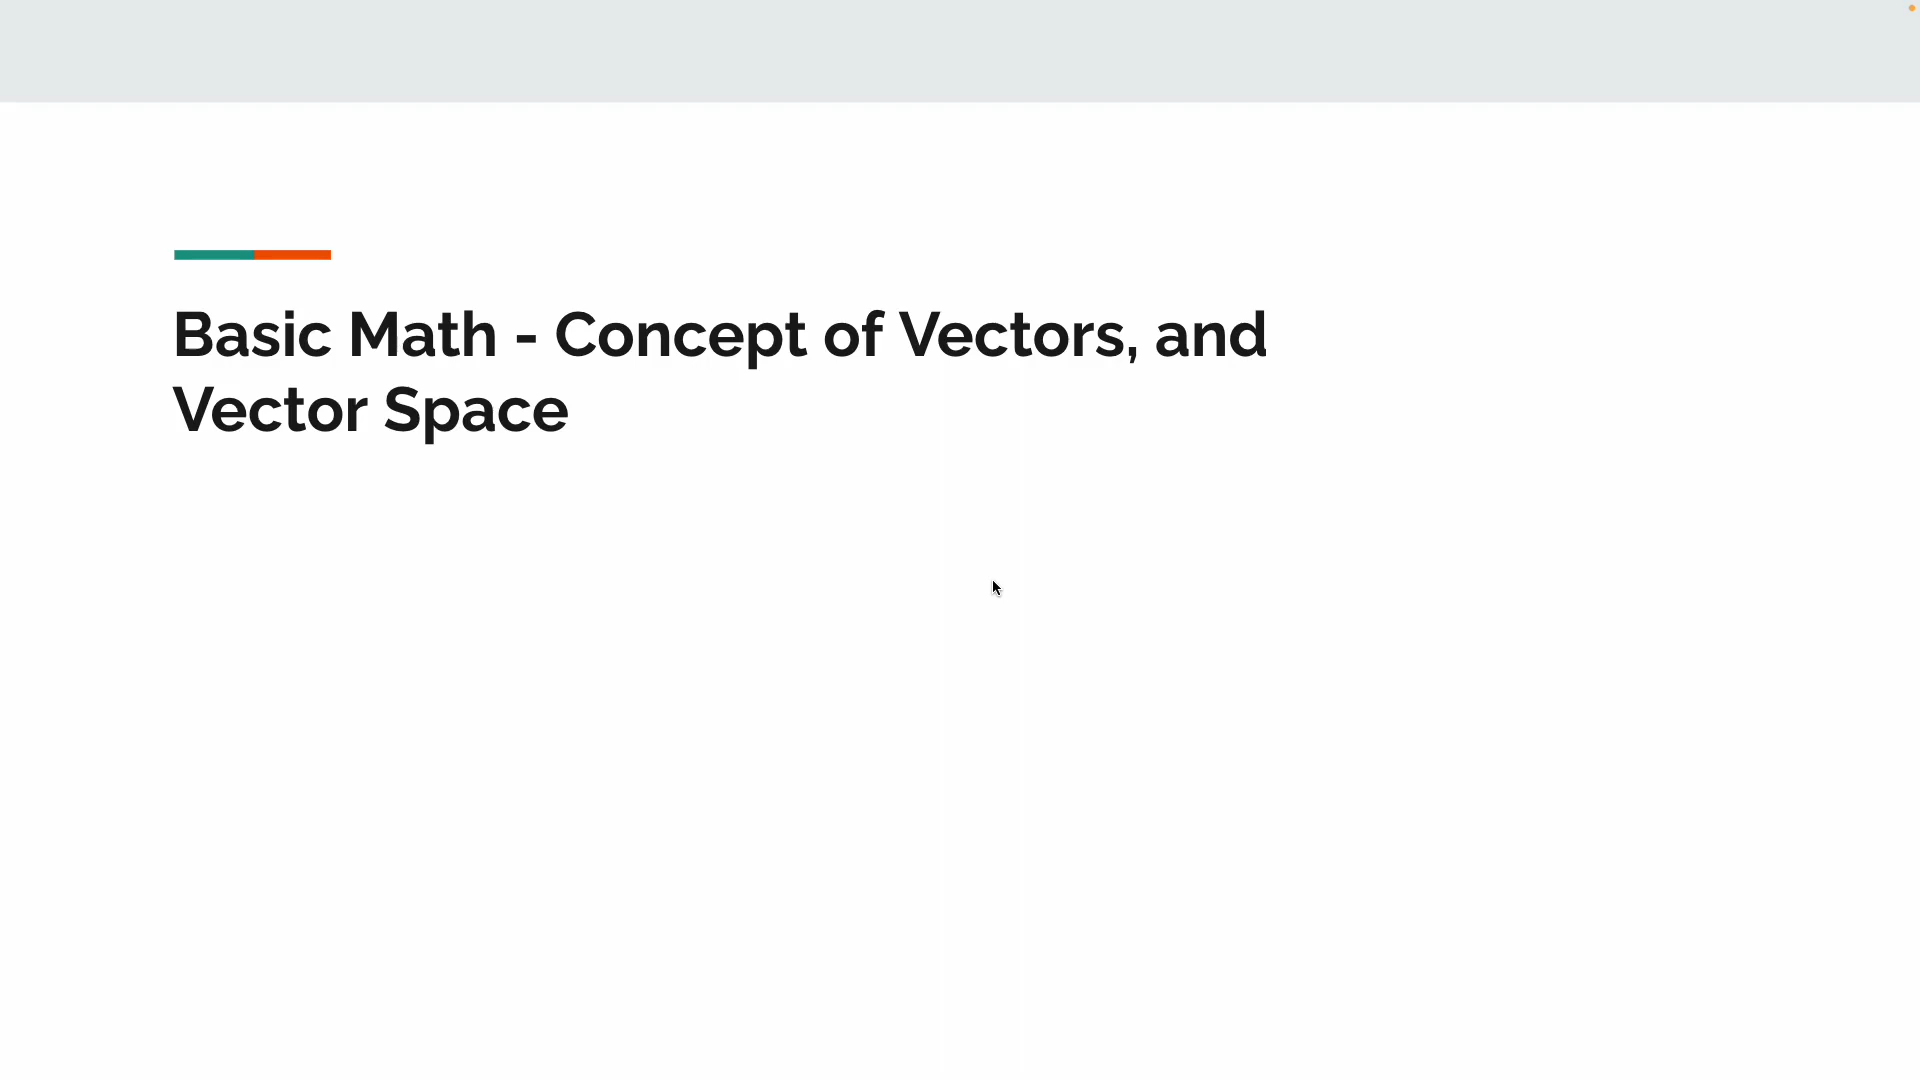 Basic Math - Concept of Vectors, and
Vector Space